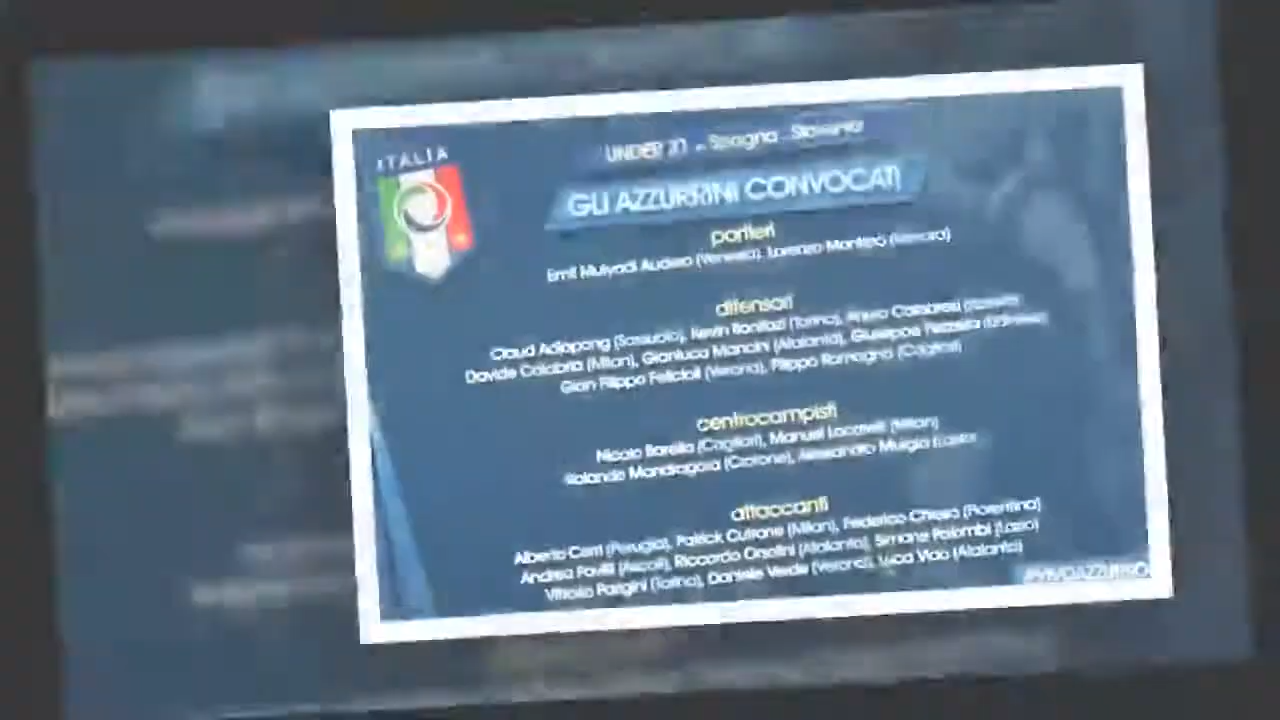 ITALIA
UNDER 21 - Spagna - Slovenia
GLI AZZURRINI CONVOCATI
portieri
Emil Mulyadi Audero (Venezia), Lorenzo Montipò (Novara)
difensori
Claud Adjapong (Sassuolo), Kevin Bonifazi (Torino), Arturo Calabresi
Davide Calabria (Milan), Gianluca Mancini (Atalanta), Giuseppe Pezzella (Udinese)
Gian Filippo Felicioli (Verona), Filippo Romagna (Cagliari)
centrocampisti
Nicolò Barella (Cagliari), Manuel Locatelli (Milan)
Rolando Mandragora (Crotone), Alessandro Murgia (Lazio)
attaccanti
Alberto Cerri (Perugia), Patrick Cutrone (Milan), Federico Chiesa (Fiorentina)
Andrea Favilli (Ascoli), Riccardo Orsolini (Atalanta), Simone Palombi (Lazio)
Vittorio Parigini (Torino), Daniele Verde (Verona), Luca Vido (Atalanta)
#VIVOAZZURRO